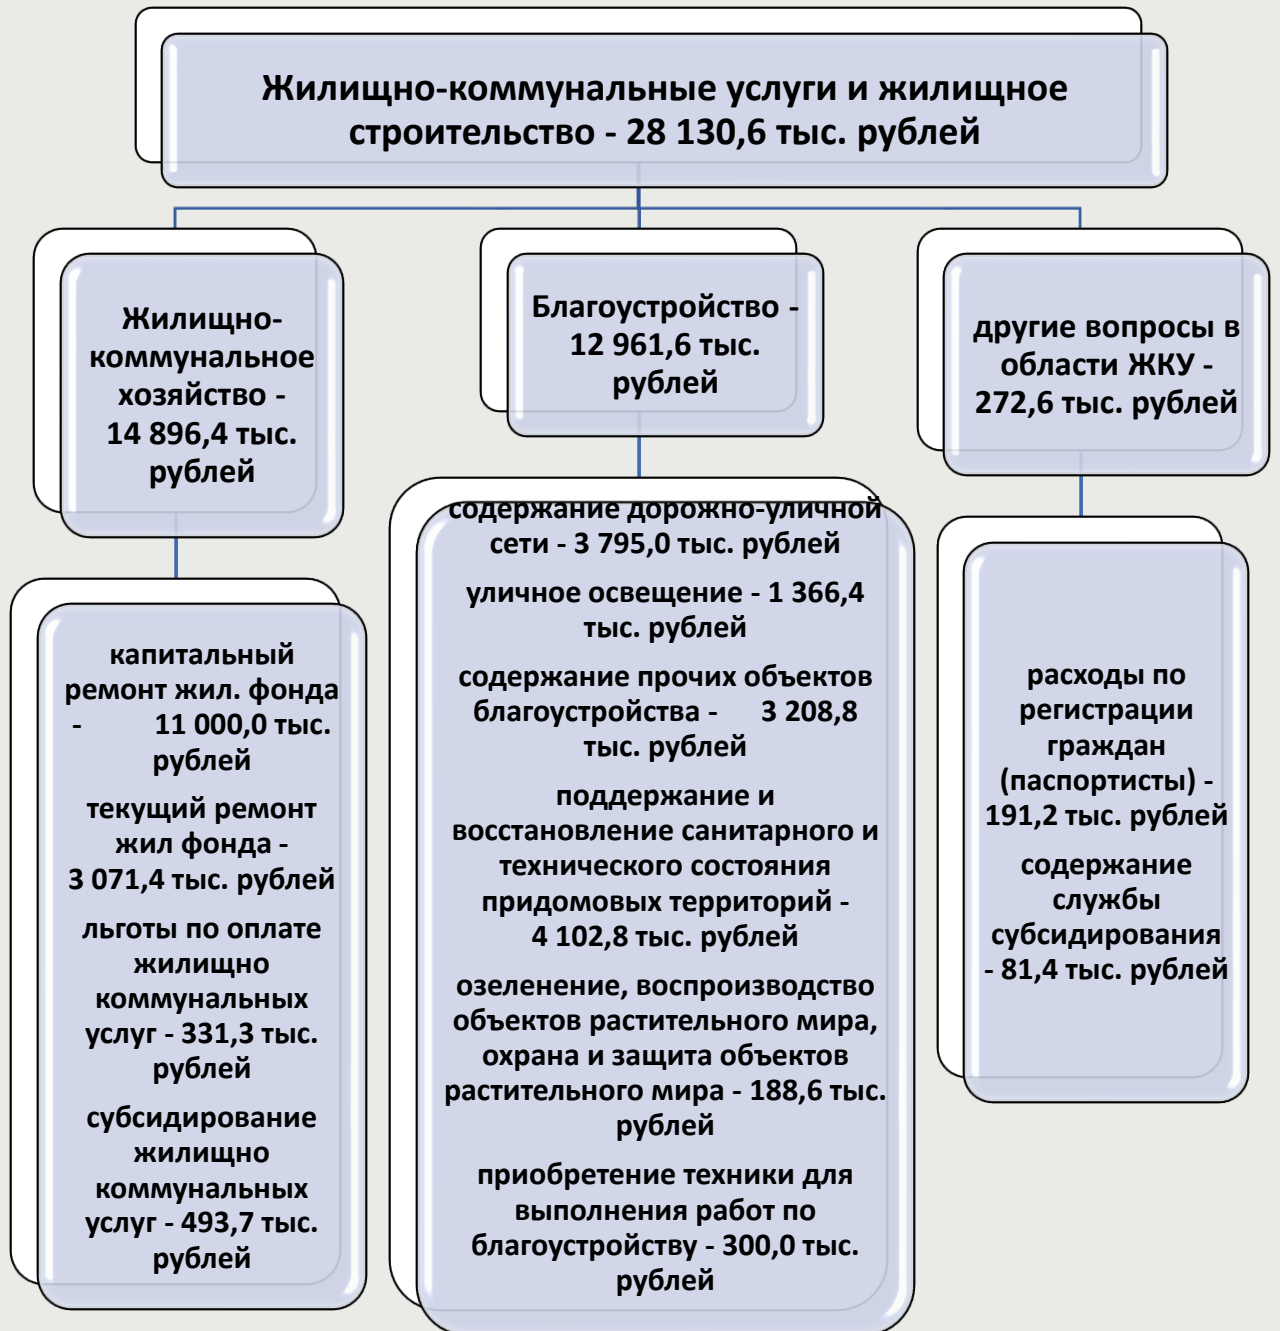 Жилищно-коммунальные услуги и жилищное
строительство - 28 130,6 тыс. рублей
Жилищно-
коммунальное
хозяйство -
14 896,4 тыс.
рублей
капитальный
ремонт жил. фонда
- 11 000,0 тыс.
рублей
текущий ремонт
жил фонда -
3 071,4 тыс. рублей
льготы по оплате
жилищно
коммунальных
услуг - 331,3 тыс.
рублей
субсидирование
жилищно
коммунальных
услуг - 493,7 тыс.
рублей
Благоустройство -
12 961,6 тыс.
рублей
содержание дорожно-уличной
сети - 3 795,0 тыс. рублей
уличное освещение - 1 366,4
тыс. рублей
содержание прочих объектов
благоустройства - 3 208,8
тыс. рублей
поддержание и
восстановление санитарного и
технического состояния
придомовых территорий -
4 102,8 тыс. рублей
озеленение, воспроизводство
объектов растительного мира,
охрана и защита объектов
растительного мира - 188,6 тыс.
рублей
приобретение техники для
выполнения работ по
благоустройству - 300,0 тыс.
рублей
другие вопросы в
области ЖКУ -
272,6 тыс. рублей
расходы по
регистрации
граждан
(паспортисты) -
191,2 тыс. рублей
содержание
службы
субсидирования
- 81,4 тыс. рублей